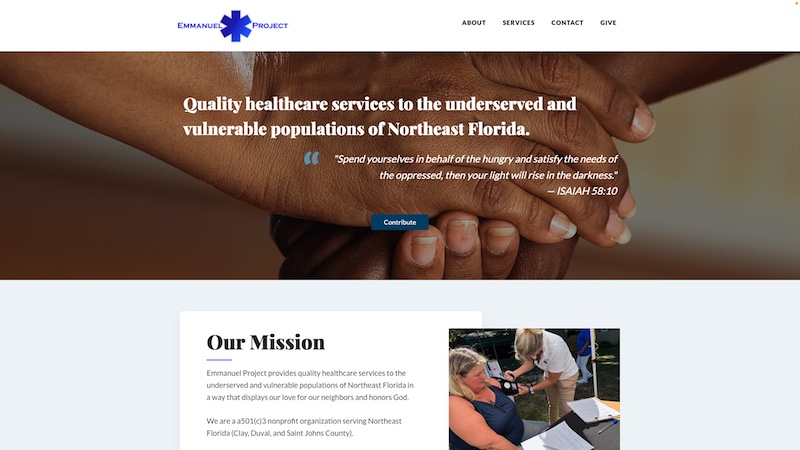 EMMANUEL PROJECT
ABOUT SERVICES CONTACT GIVE
Quality healthcare services to the underserved and
vulnerable populations of Northeast Florida.
"Spend yourselves in behalf of the hungry and satisfy the needs of
the oppressed, then your light will rise in the darkness."
— ISAIAH 58:10
Contribute
Our Mission
Emmanuel Project provides quality healthcare services to the
underserved and vulnerable populations of Northeast Florida in
a way that displays our love for our neighbors and honors God.
We are a a501(c)3 nonprofit organization serving Northeast
Florida (Clay, Duval, and Saint Johns County).